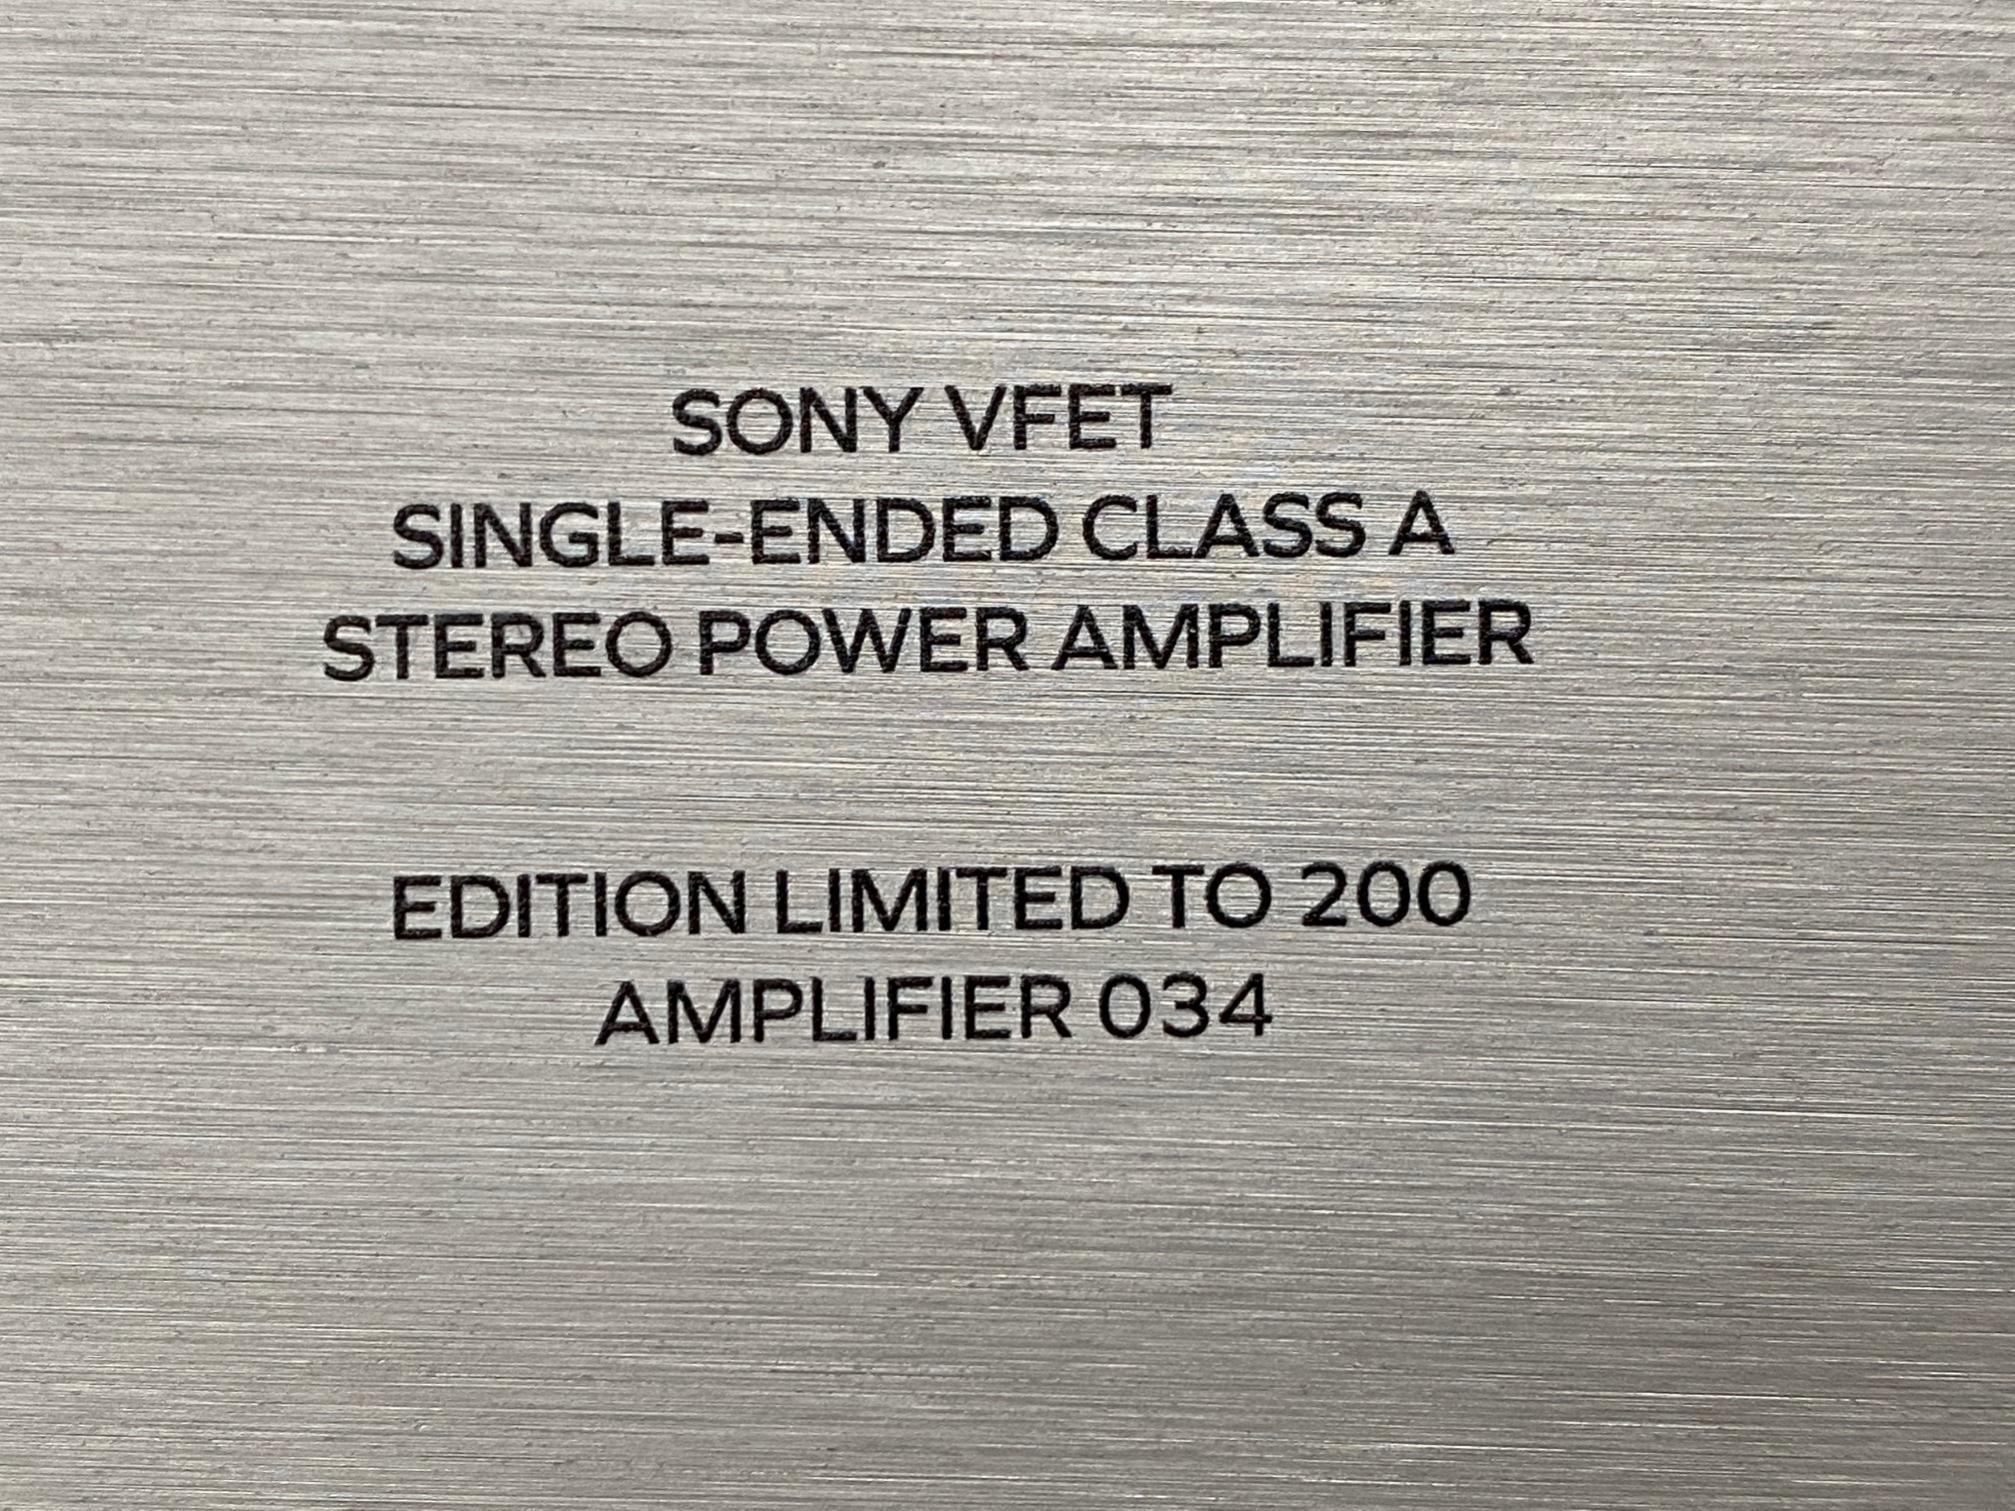 SONY VFET
SINGLE-ENDED CLASS A
STEREO POWER AMPLIFIER
EDITION LIMITED TO 200
AMPLIFIER 034